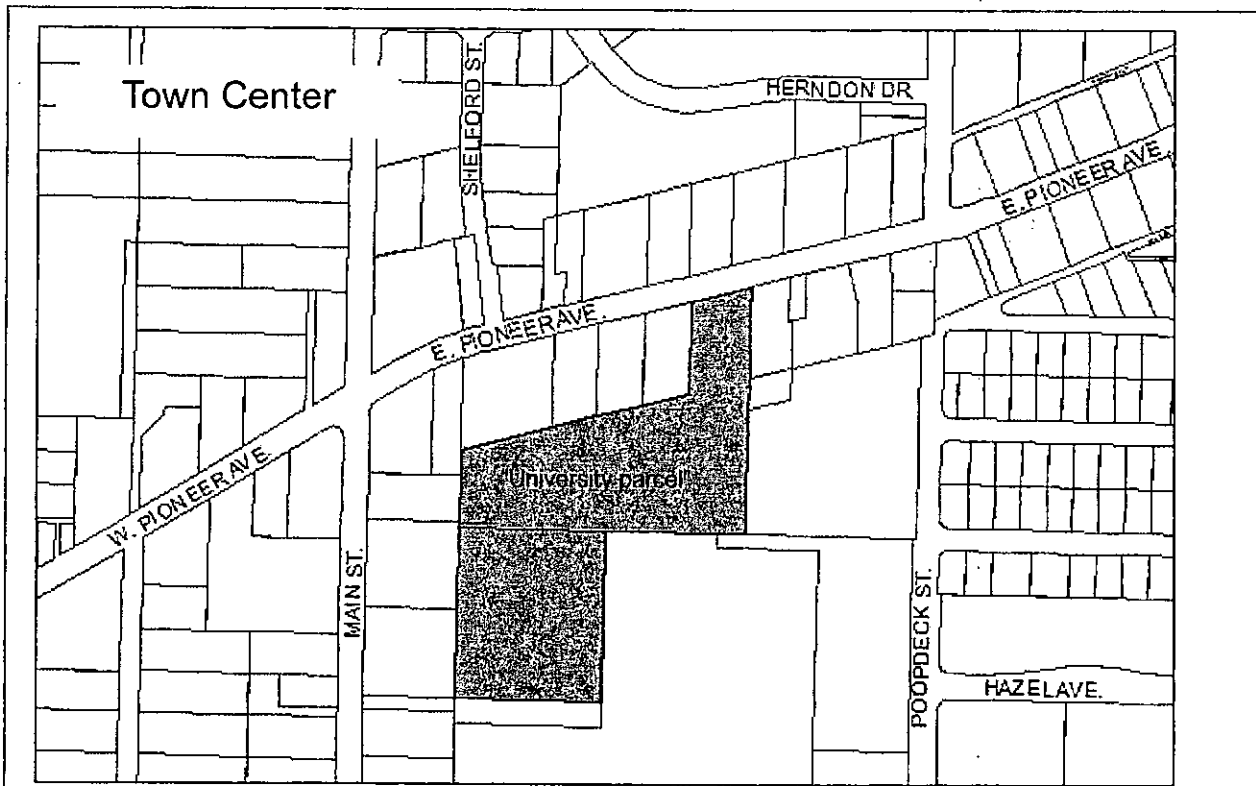 Town Center
SHELFORD ST.
HERNDON DR
E. PIONEER AVE
E. PIONEER AVE.
"University parcel"
W. PIONEER AVE.
MAIN ST.
POOPDECK ST.
HAZEL AVE.